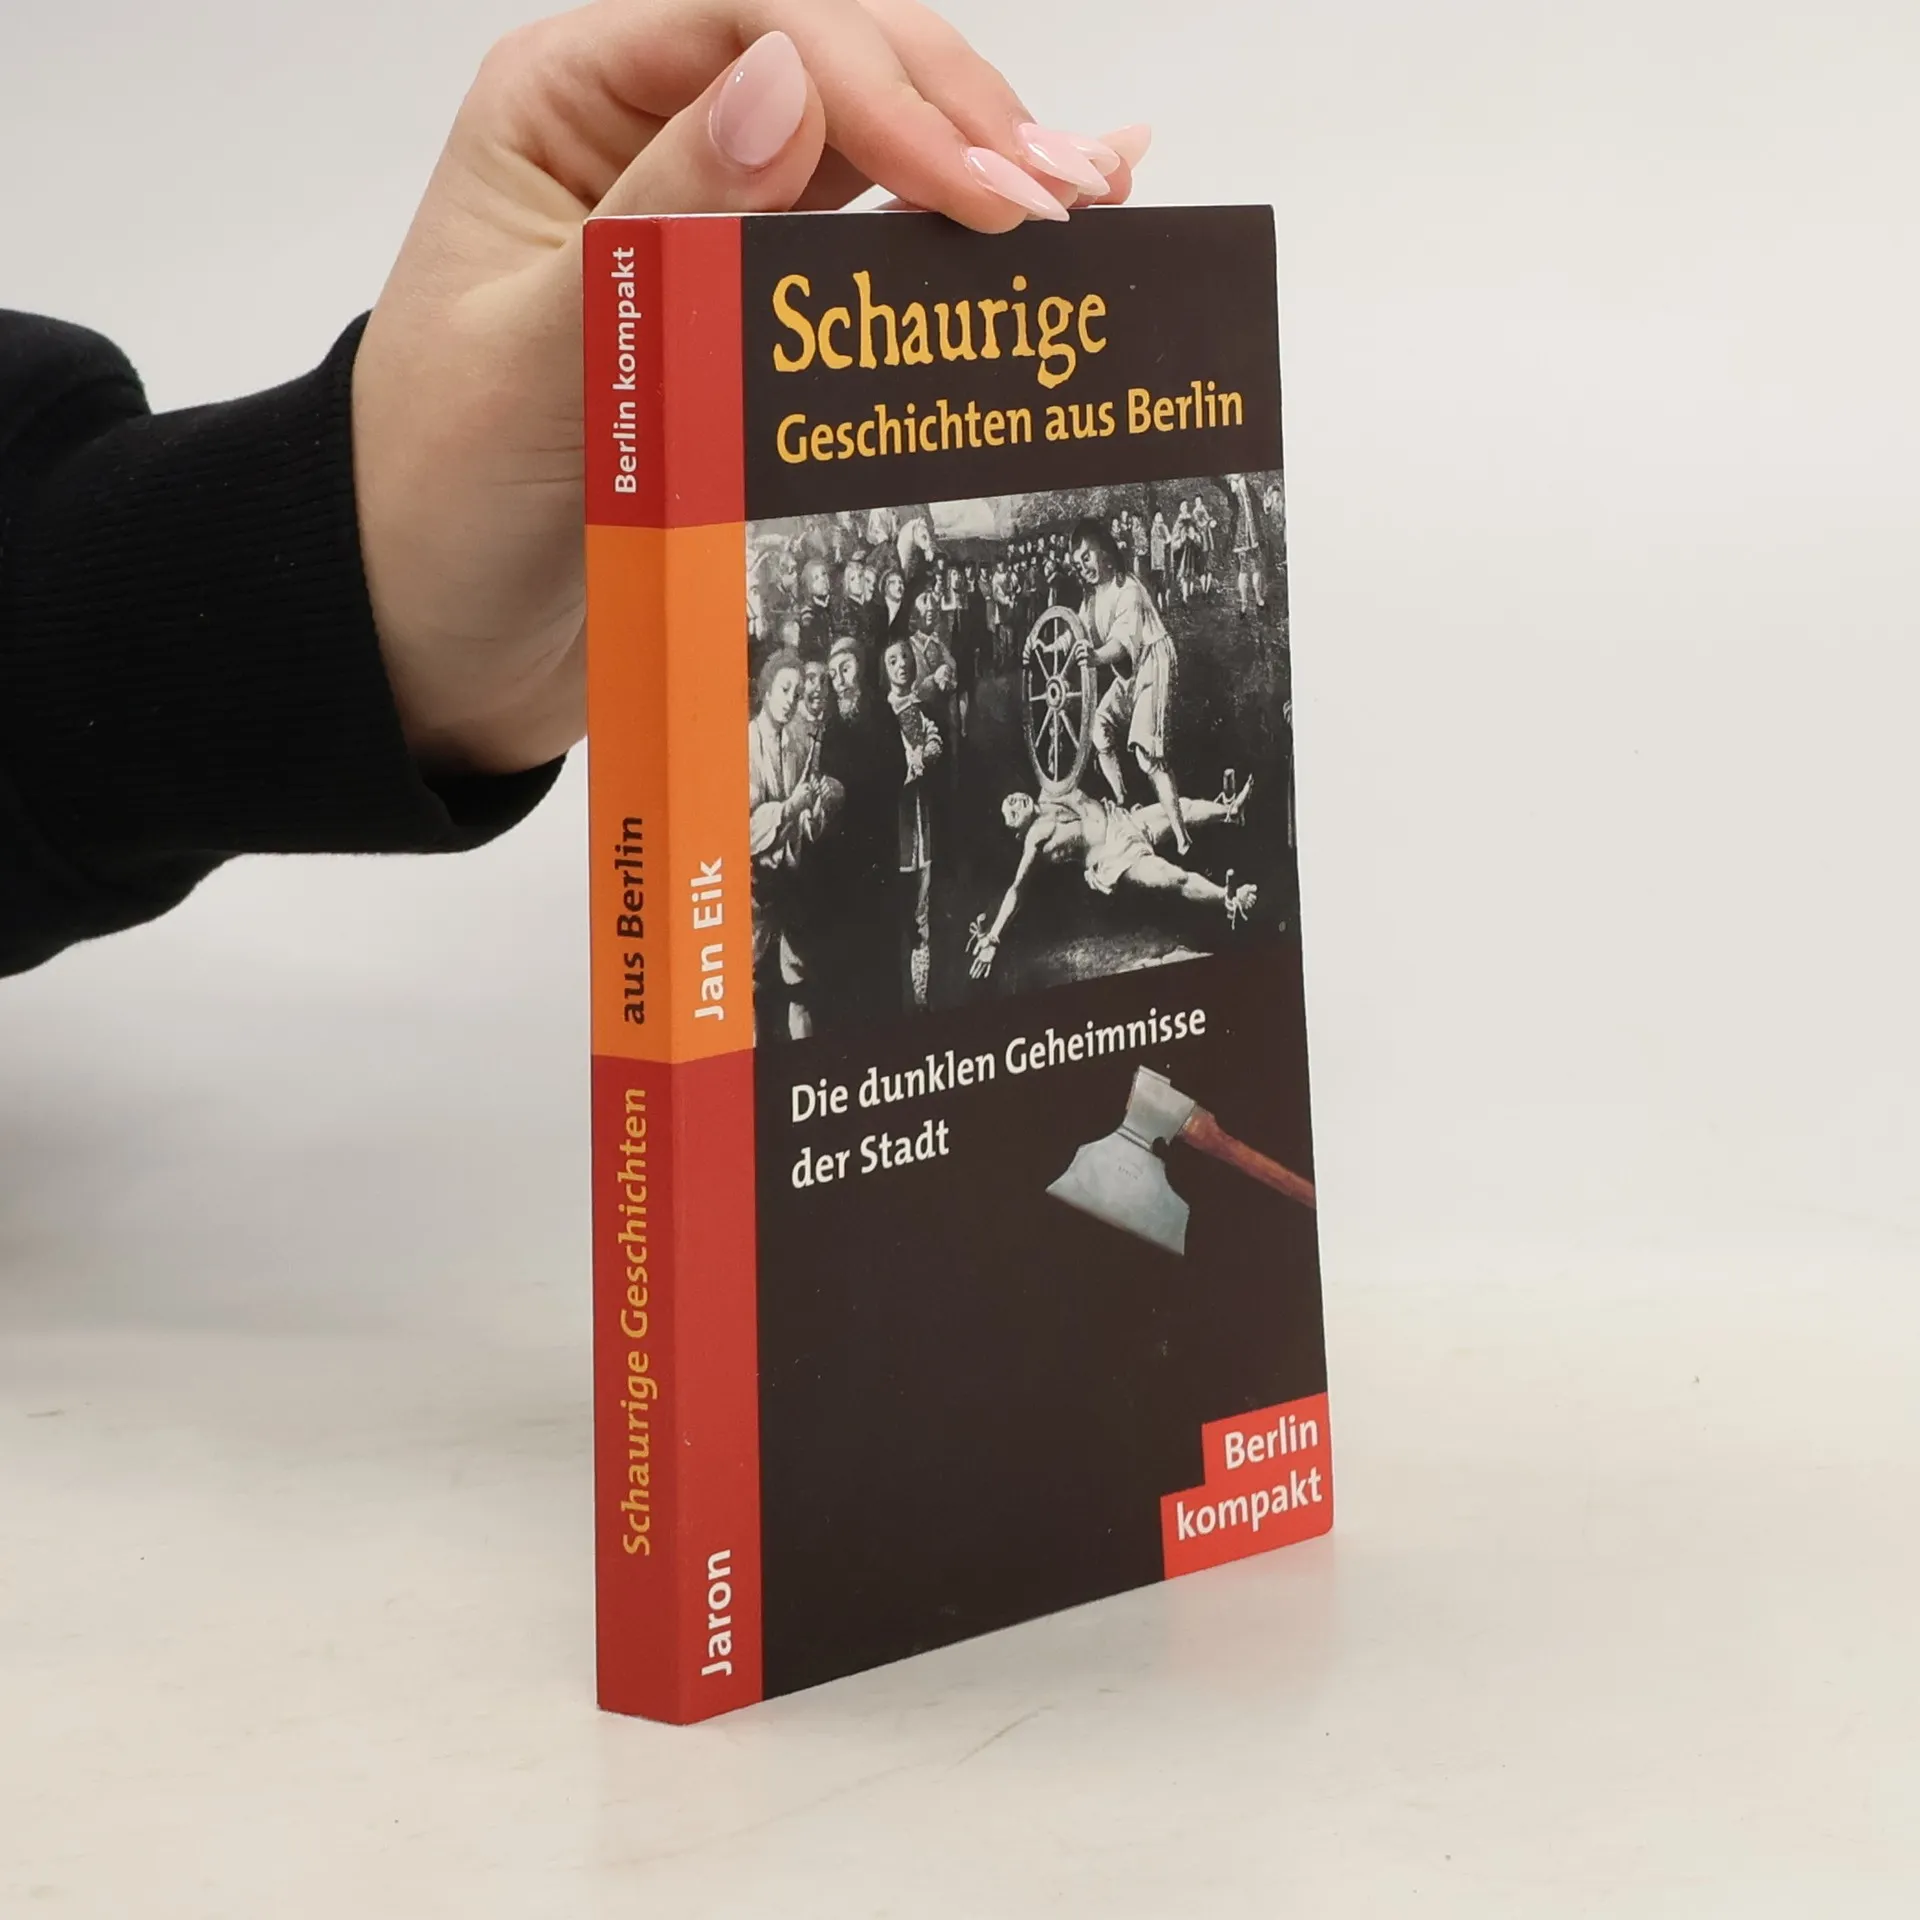 Schaurige
Geschichten aus Berlin
Die dunklen Geheimnisse
der Stadt
Berlin
kompakt
Berlin kompakt
Schaurige Geschichten aus Berlin
Jan Eik
Jaron